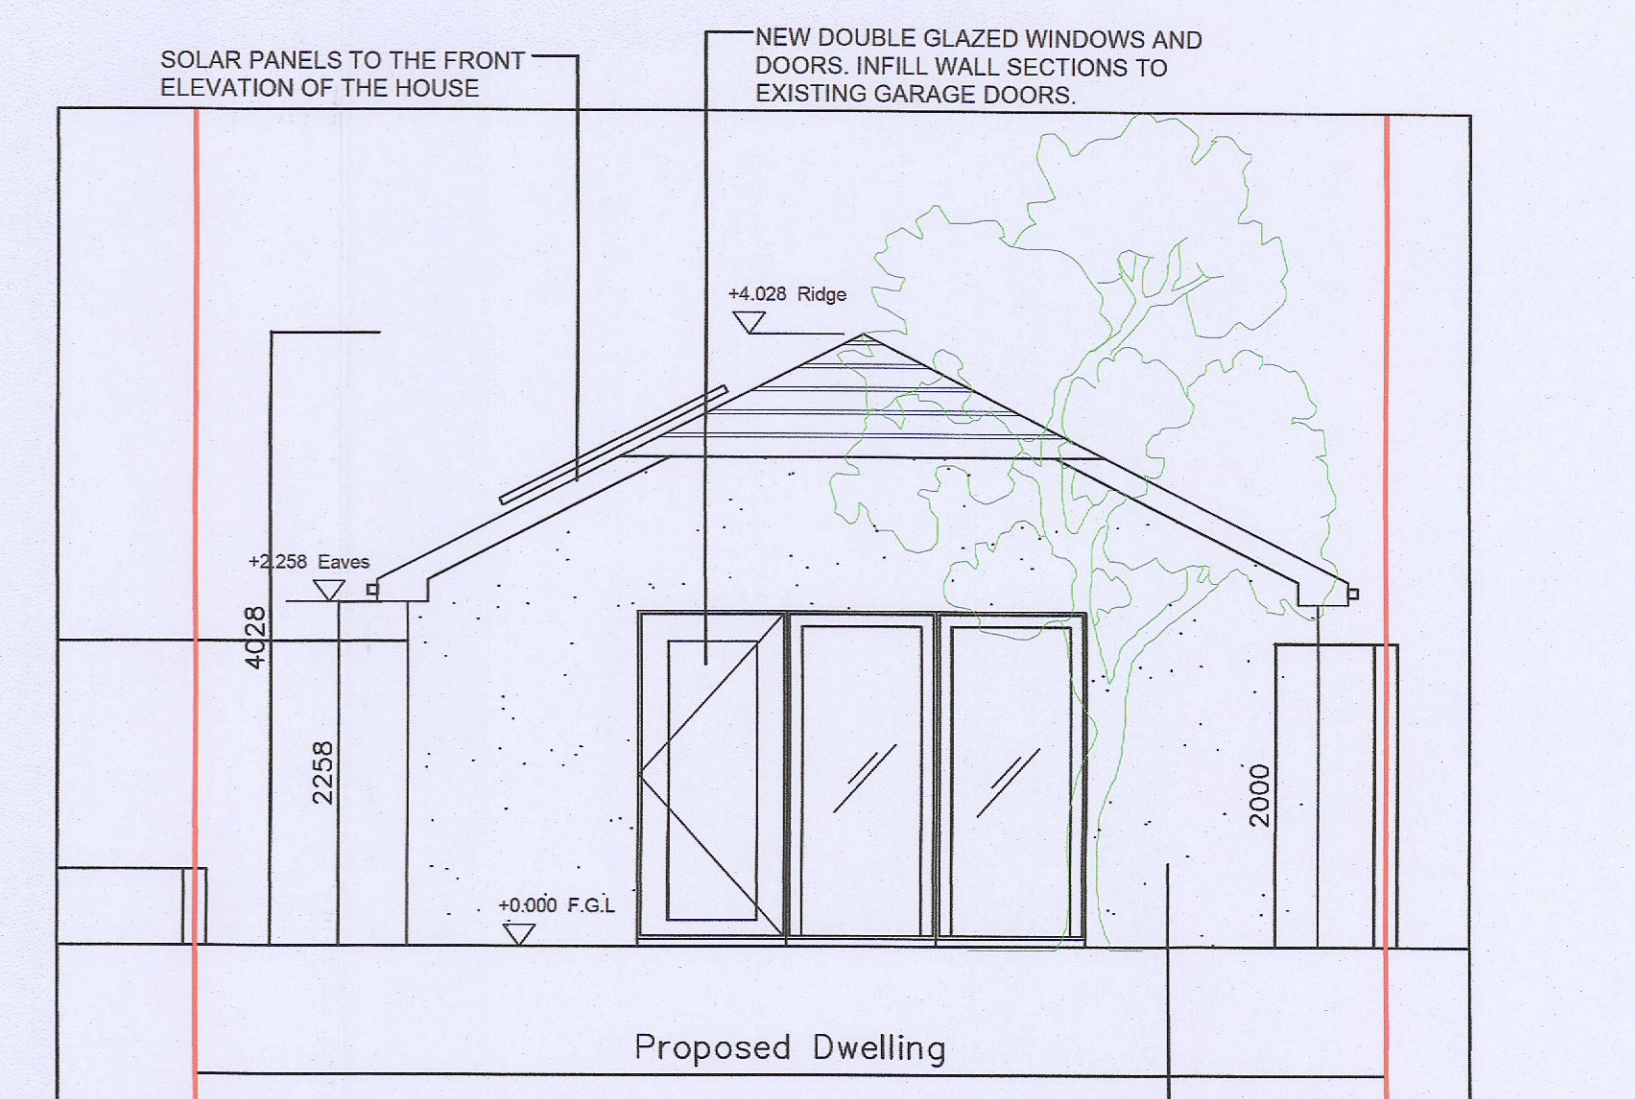 SOLAR PANELS TO THE FRONT
ELEVATION OF THE HOUSE
NEW DOUBLE GLAZED WINDOWS AND
DOORS. INFILL WALL SECTIONS TO
EXISTING GARAGE DOORS.
+4.028 Ridge
+2.258 Eaves
4028
2258
2000
+0.000 F.G.L
Proposed Dwelling